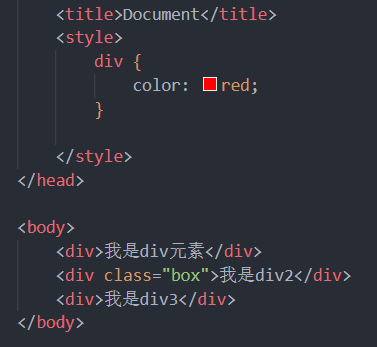 <title>Document</title>
<style>
div {
color: red;
}
</style>
</head>
<body>
<div>我是div元素</div>
<div class="box">我是div2</div>
<div>我是div3</div>
</body>